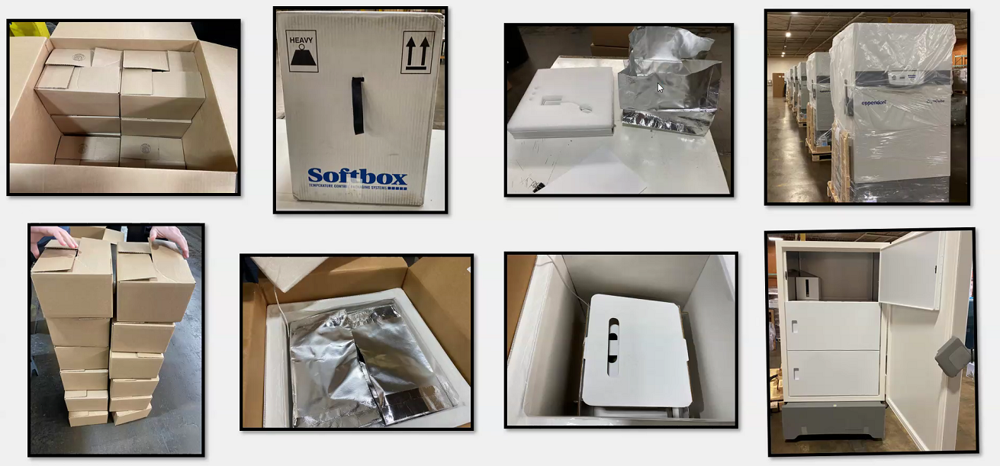 HEAVY
Softbox
TEMPERATURE CONTROL PACKAGING SYSTEMS
eppendorf